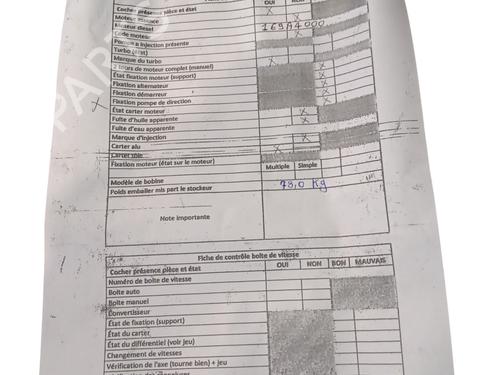 OUI NON
Cocher présence pièce et état
Moteur essence X
Moteur diesel X
Code moteur 169A4000
Pompe à injection présente X
Turbo (état) X
Marque du turbo
2 tours de moteur complet (manuel) X
État fixation moteur (support) X
Fixation alternateur X
Fixation démarreur X
Fixation pompe de direction X
État carter moteur
Fuite d'huile apparente X
Fuite d'eau apparente X
Marque d'injection
Carter alu X
Carter tôle X
Fixation moteur (état sur le moteur)
Multiple Simple
Modèle de bobine
Poids emballer mis part le stockeur 78,0 Kg
Note importante
Fiche de contrôle boîte de vitesse
Cocher présence pièce et état OUI NON BON MAUVAIS
Numéro de boîte de vitesse
Boîte auto
Boîte manuel
Convertisseur
État de fixation (support)
État du carter
État du différentiel (voir jeu)
Changement de vitesses
Vérification de l'axe (tourne bien) + jeu